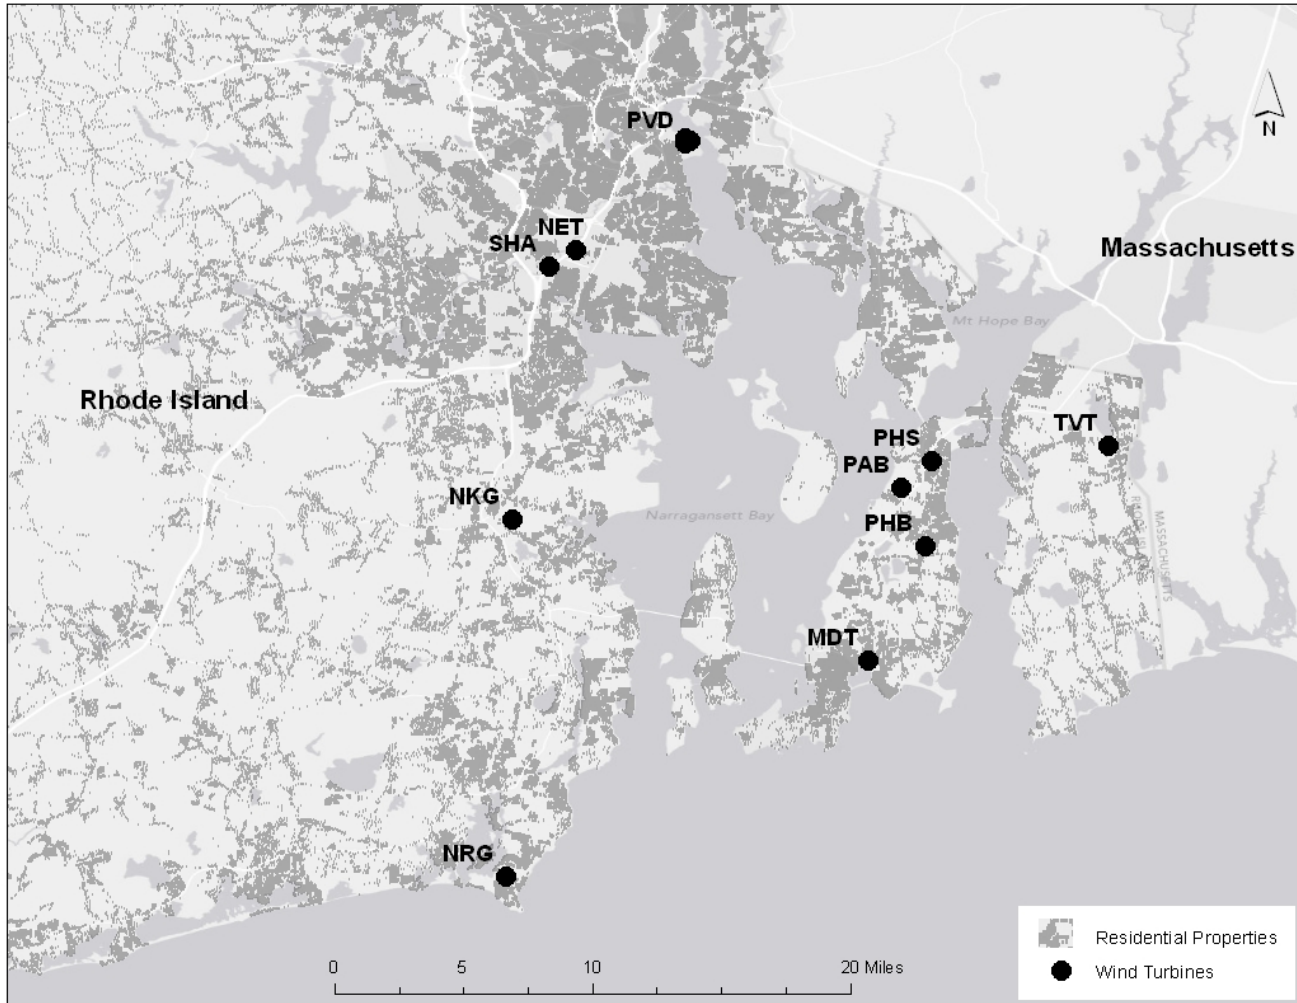 N
PVD
NET
SHA
Massachusetts
Mt Hope Bay
Rhode Island
TVT
PHS
PAB
NKG
Narragansett Bay
PHB
MASSACHUSETTS
MDT
NRG
0 5 10 20 Miles
Residential Properties
Wind Turbines